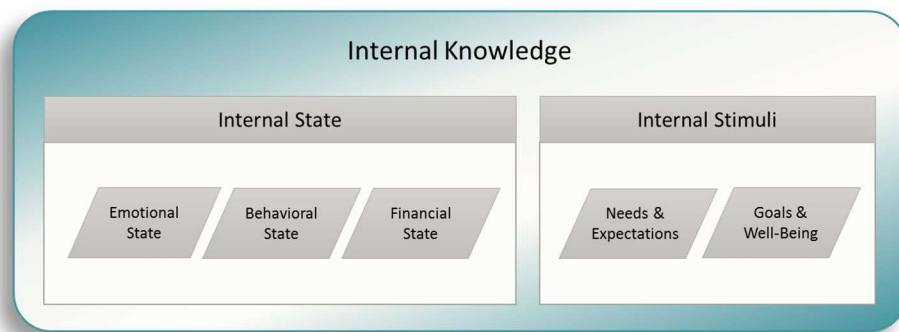 Internal Knowledge
Internal State
Emotional
State
Behavioral
State
Financial
State
Internal Stimuli
Needs &
Expectations
Goals &
Well-Being